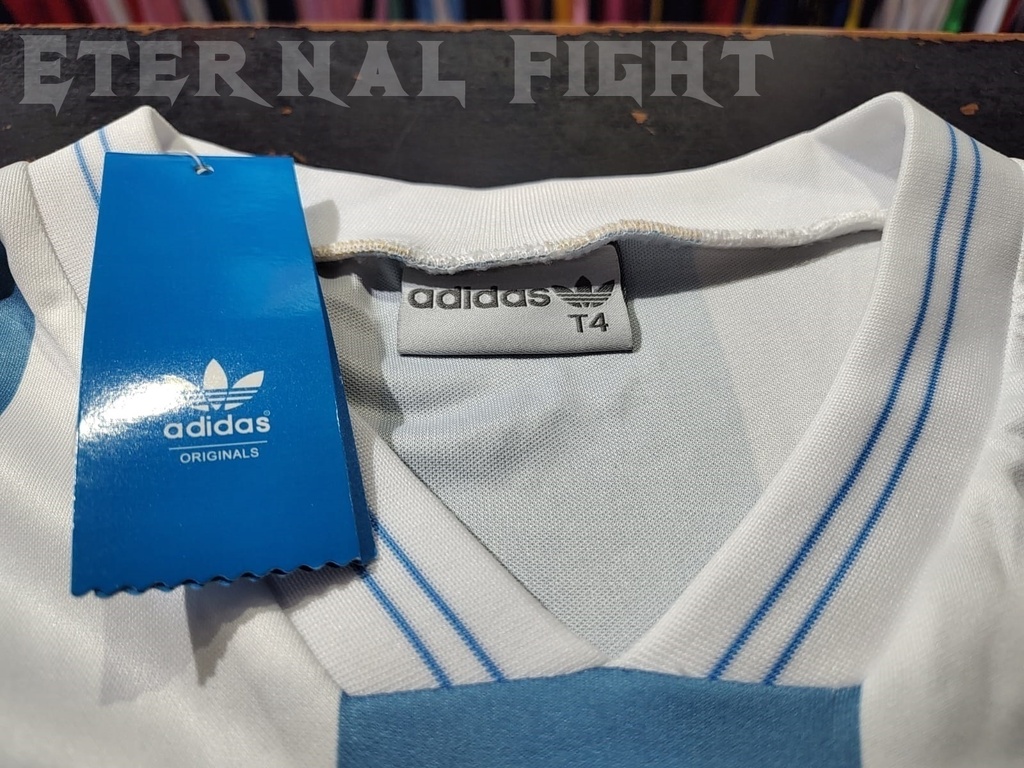 ETERNAL FIGHT
adidas
T4
adidas®
ORIGINALS